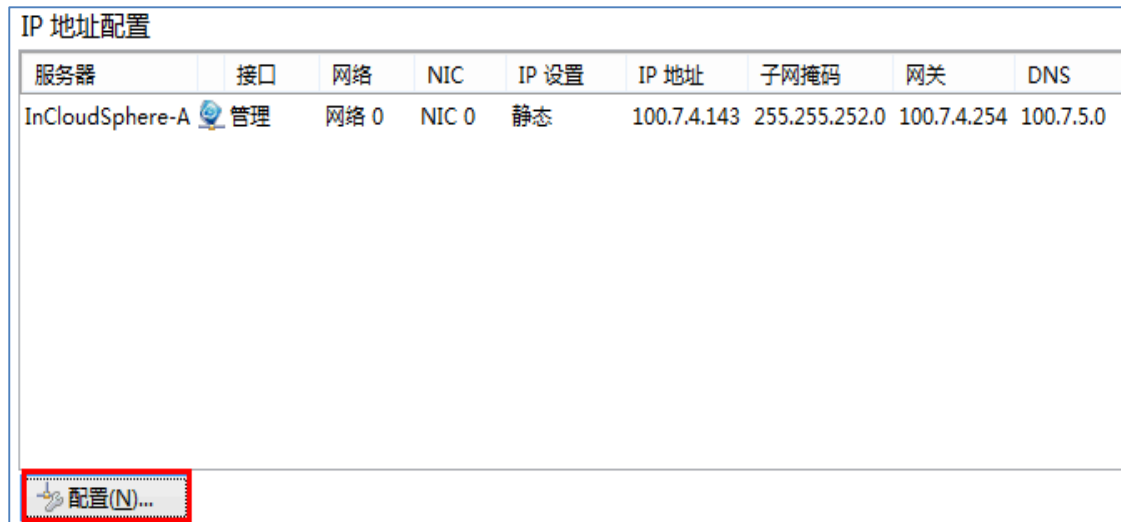 IP 地址配置
服务器 接口 网络 NIC IP 设置 IP 地址 子网掩码 网关 DNS
InCloudSphere-A 管理 网络 0 NIC 0 静态 100.7.4.143 255.255.252.0 100.7.4.254 100.7.5.0
配置(N)...